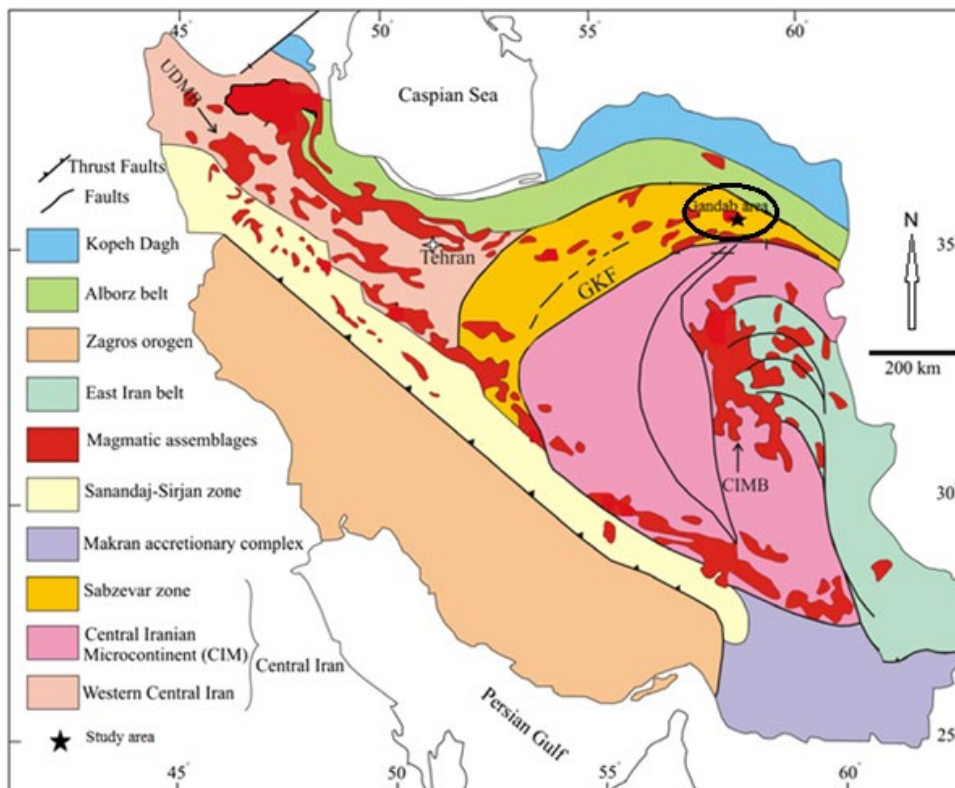 45°
50°
55°
60°
UDMB
Caspian Sea
Thrust Faults
Faults
Gandab area
N
35°
Tehran
GKF
Kopeh Dagh
Alborz belt
Zagros orogen
200 km
East Iran belt
Magmatic assemblages
CIMB
Sanandaj-Sirjan zone
30°
Makran accretionary complex
Sabzevar zone
Central Iranian
Microcontinent (CIM)
Central Iran
Western Central Iran
Persian Gulf
Study area
25°
45°
50°
55°
60°